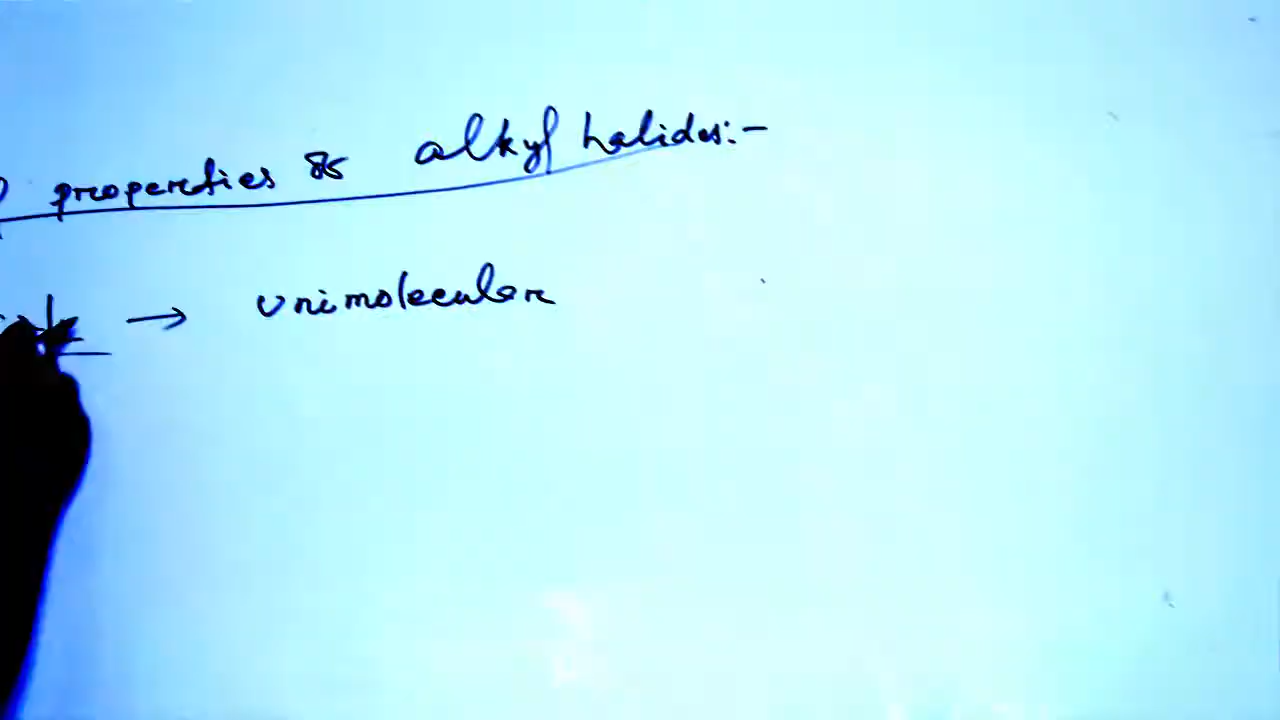 properties of alkyl halides:-
→ unimolecular